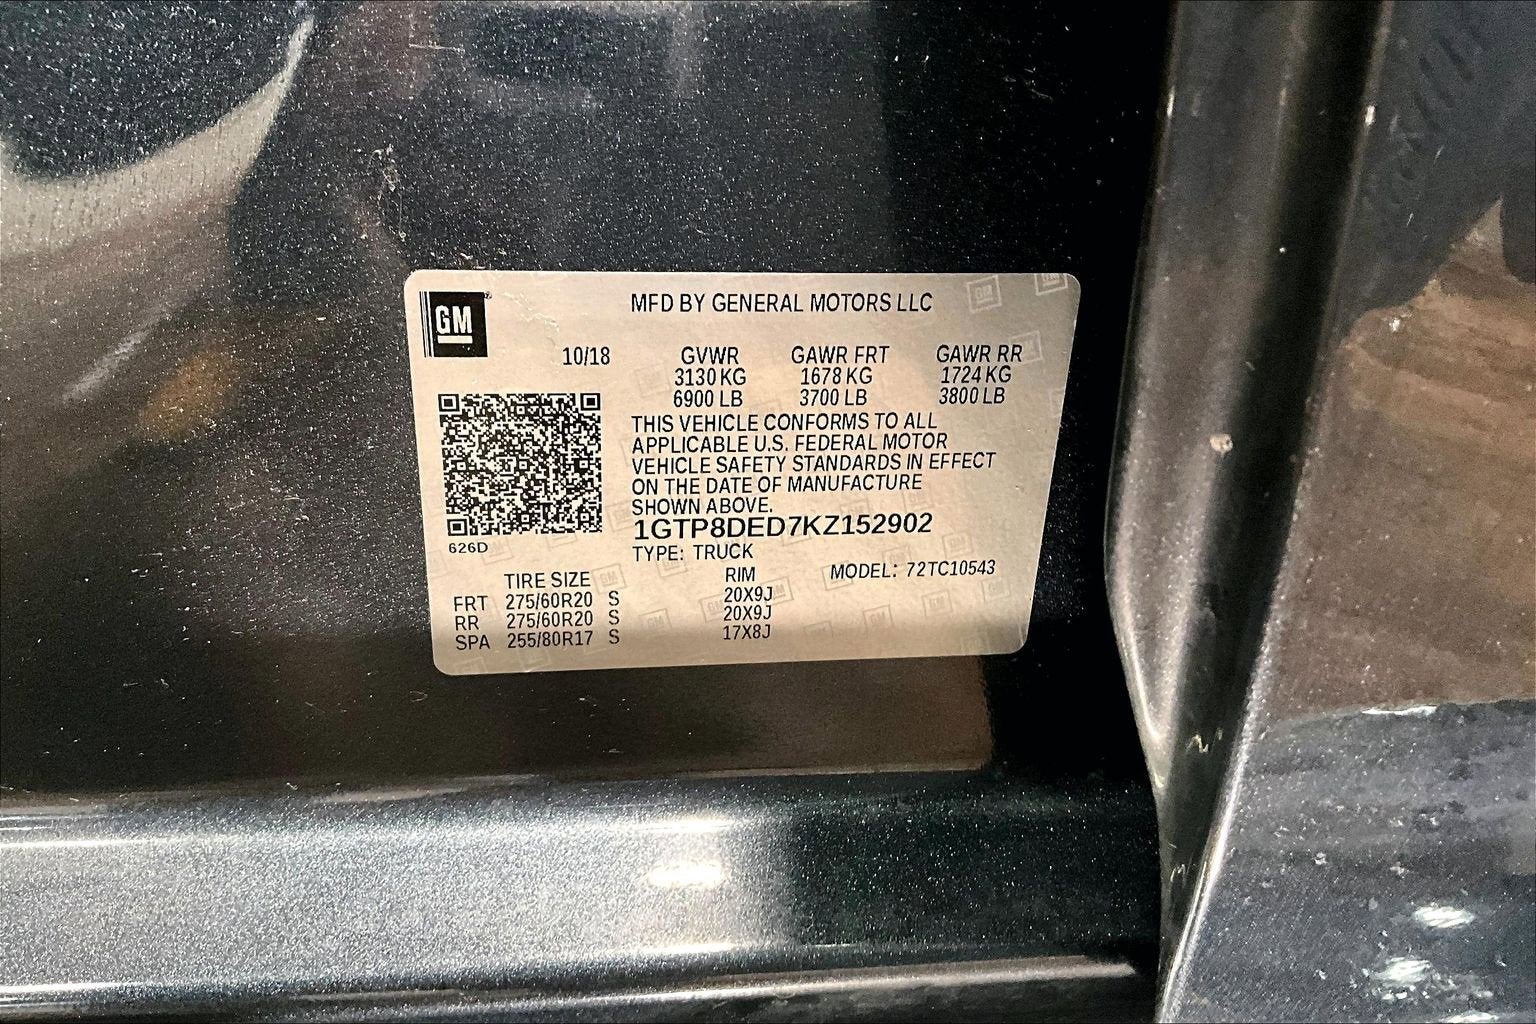 GM
MFD BY GENERAL MOTORS LLC
10/18 GVWR GAWR FRT GAWR RR
3130 KG 1678 KG 1724 KG
6900 LB 3700 LB 3800 LB
THIS VEHICLE CONFORMS TO ALL
APPLICABLE U.S. FEDERAL MOTOR
VEHICLE SAFETY STANDARDS IN EFFECT
ON THE DATE OF MANUFACTURE
SHOWN ABOVE.
1GTP8DED7KZ152902
626D
TYPE: TRUCK
MODEL: 72TC10543
TIRE SIZE RIM
FRT 275/60R20 S 20X9J
RR 275/60R20 S 20X9J
SPA 255/80R17 S 17X8J